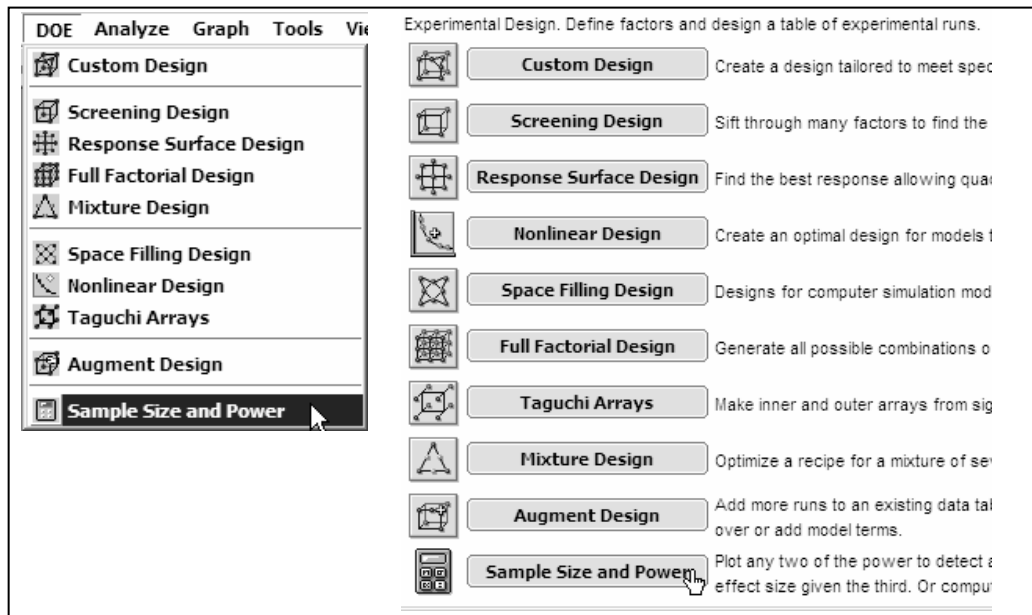 DOE Analyze Graph Tools Vie
Custom Design
Screening Design
Response Surface Design
Full Factorial Design
Mixture Design
Space Filling Design
Nonlinear Design
Taguchi Arrays
Augment Design
Sample Size and Power
Experimental Design. Define factors and design a table of experimental runs.
Custom Design Create a design tailored to meet spec
Screening Design Sift through many factors to find the
Response Surface Design Find the best response allowing quad
Nonlinear Design Create an optimal design for models f
Space Filling Design Designs for computer simulation mod
Full Factorial Design Generate all possible combinations o
Taguchi Arrays Make inner and outer arrays from sig
Mixture Design Optimize a recipe for a mixture of se
Augment Design Add more runs to an existing data tab
over or add model terms.
Sample Size and Power Plot any two of the power to detect a
effect size given the third. Or comput